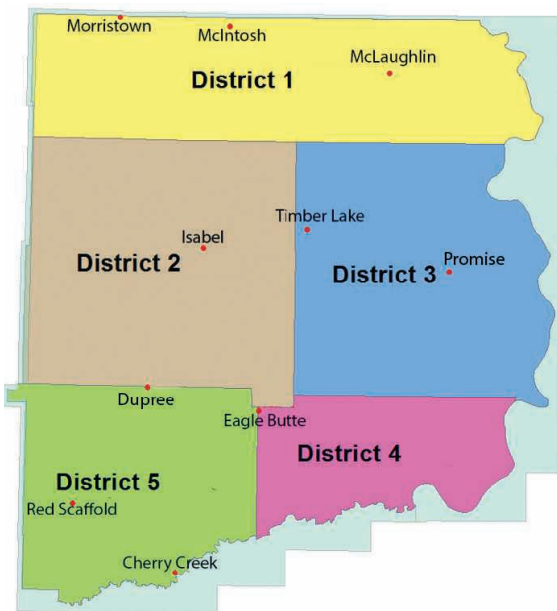 Morristown
McIntosh
McLaughlin
District 1
Timber Lake
Isabel
District 2
District 3
Promise
Dupree
Eagle Butte
District 4
District 5
Red Scaffold
Cherry Creek